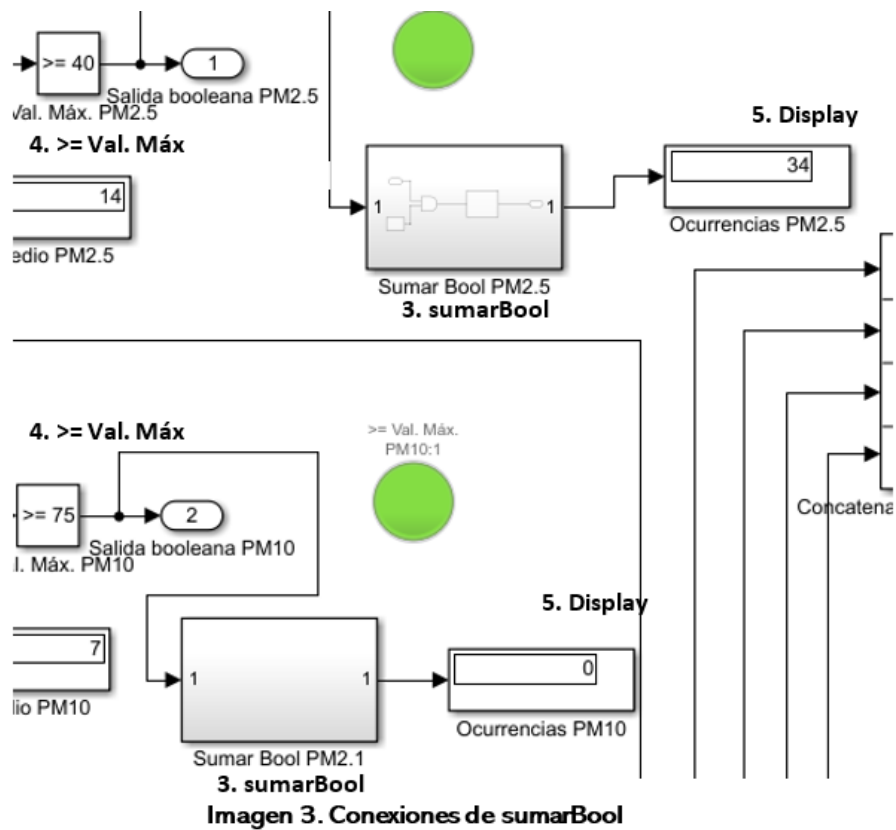 >= 40
1
Salida booleana PM2.5
Val. Máx. PM2.5
4. >= Val. Máx
14
edio PM2.5
5. Display
34
Ocurrencias PM2.5
1
1
Sumar Bool PM2.5
3. sumarBool
4. >= Val. Máx
>= Val. Máx.
PM10:1
>= 75
2
Salida booleana PM10
l. Máx. PM10
Concatena
5. Display
7
lio PM10
1
1
0
Ocurrencias PM10
Sumar Bool PM2.1
3. sumarBool
Imagen 3. Conexiones de sumarBool